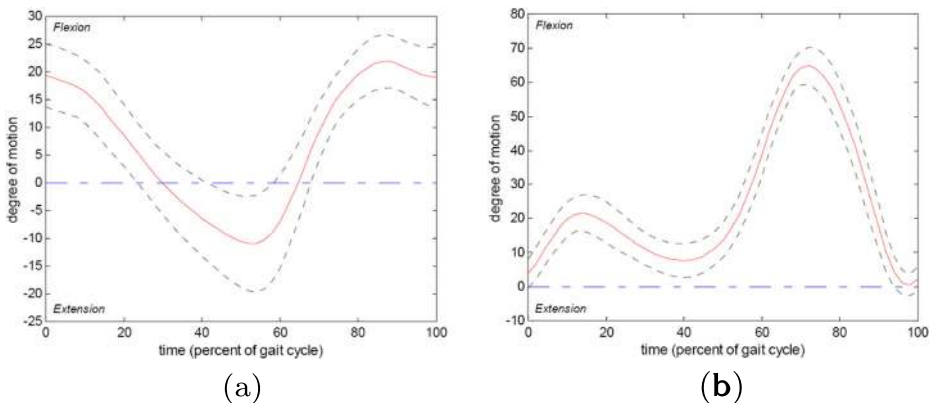 Flexion
30
25
20
15
10
5
0
-5
-10
-15
-20
-25
degree of motion
Extension
0 20 40 60 80 100
time (percent of gait cycle)
(a)
Flexion
80
70
60
50
40
30
20
10
0
-10
degree of motion
Extension
0 20 40 60 80 100
time (percent of gait cycle)
(b)